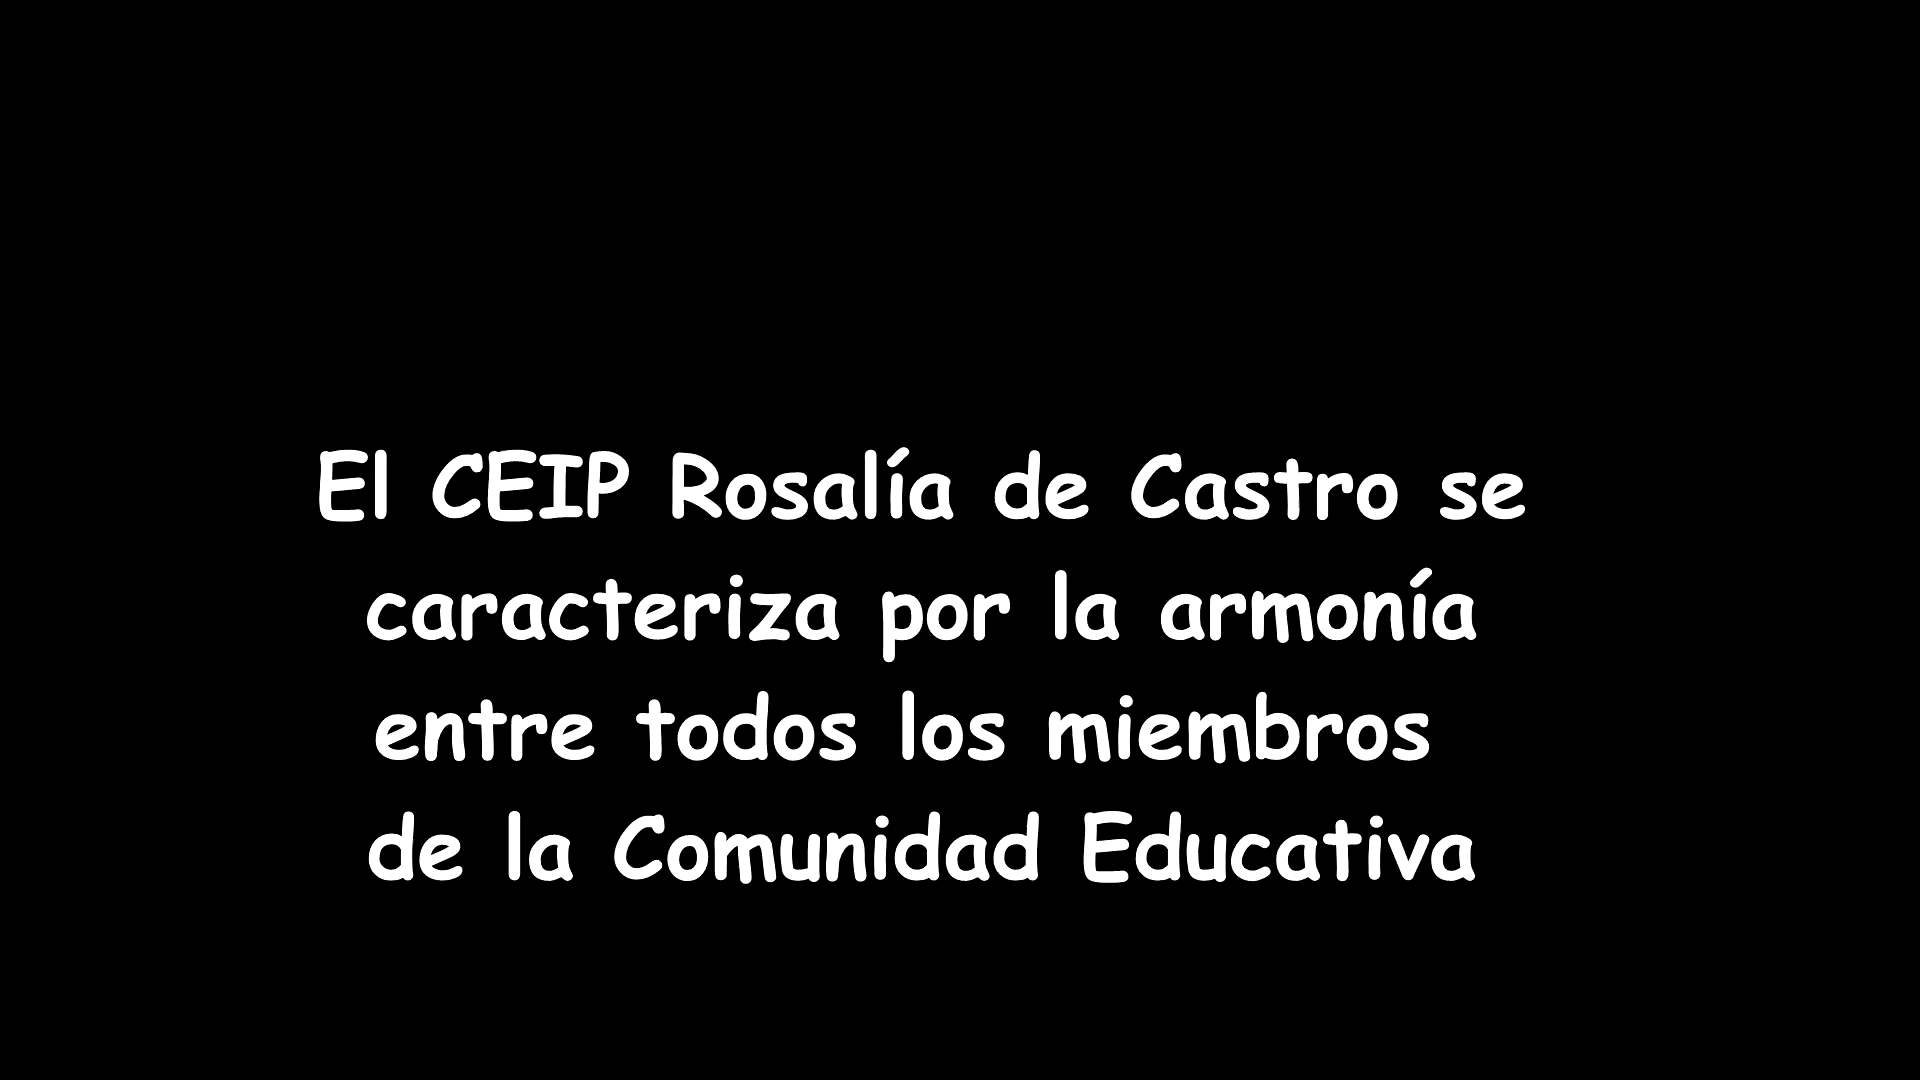 El CEIP Rosalía de Castro se
caracteriza por la armonía
entre todos los miembros
de la Comunidad Educativa